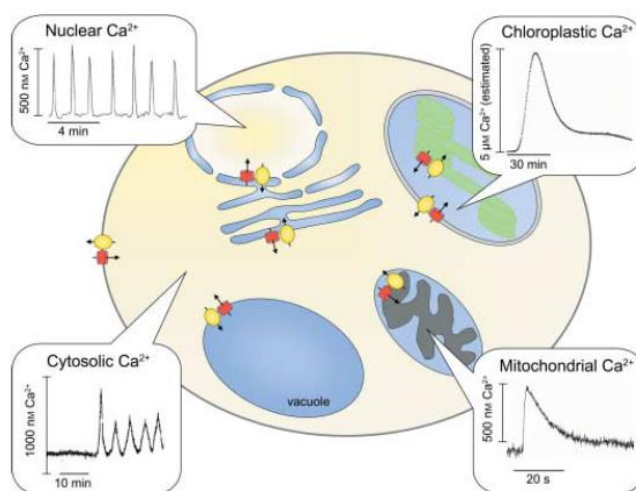 Nuclear Ca²⁺
500 nM Ca²⁺
4 min
Chloroplastic Ca²⁺
5 µM Ca²⁺ (estimated)
30 min
Cytosolic Ca²⁺
1000 nM Ca²⁺
10 min
vacuole
Mitochondrial Ca²⁺
500 nM Ca²⁺
20 s